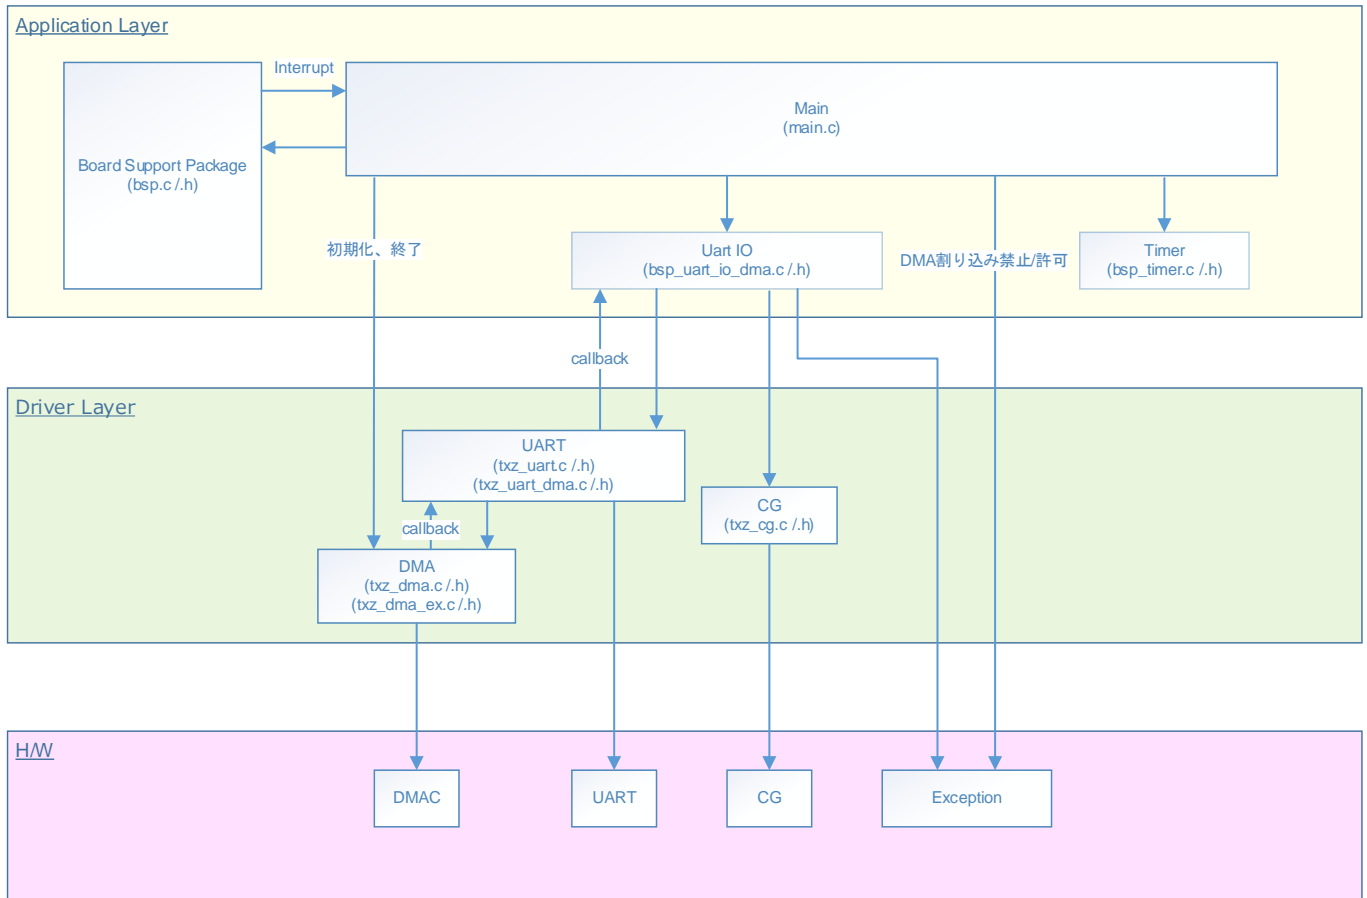 Application Layer
Interrupt
Main
(main.c)
Board Support Package
(bsp.c /.h)
初期化、終了
Uart IO
(bsp_uart_io_dma.c /.h)
DMA割り込み禁止/許可
Timer
(bsp_timer.c /.h)
callback
Driver Layer
UART
(txz_uart.c /.h)
(txz_uart_dma.c /.h)
CG
(txz_cg.c /.h)
callback
DMA
(txz_dma.c /.h)
(txz_dma_ex.c /.h)
H/W
DMAC
UART
CG
Exception